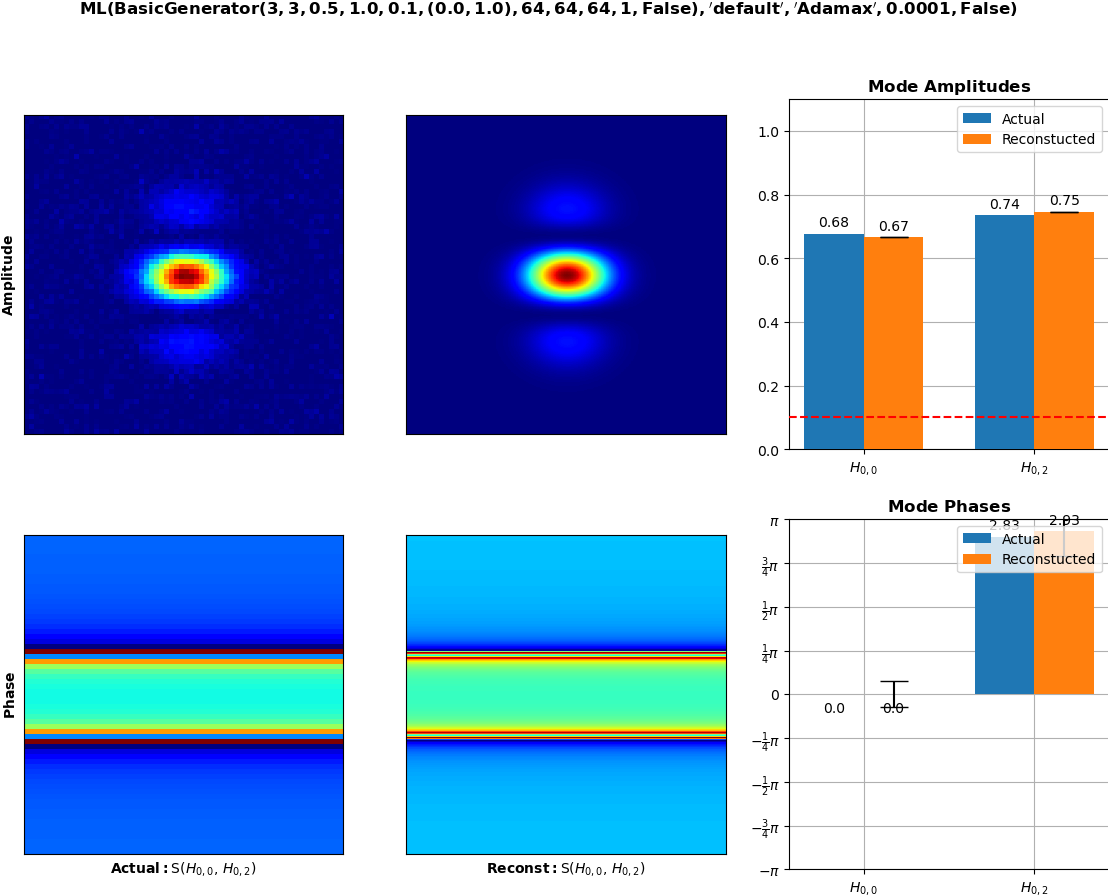 ML(BasicGenerator(3, 3, 0.5, 1.0, 0.1, (0.0, 1.0), 64, 64, 64, 1, False), ′default′, ′Adamax′, 0.0001, False)
Mode Amplitudes
Actual
Reconstucted
1.0
0.8
0.6
0.4
0.2
0.0
0.68
0.67
0.74
0.75
H0,0
H0,2
Amplitude
Mode Phases
Actual
Reconstucted
π
3/4π
1/2π
1/4π
0
−1/4π
−1/2π
−3/4π
−π
0.0
0.0
2.83
2.93
H0,0
H0,2
Phase
Actual: S(H0,0, H0,2)
Reconst: S(H0,0, H0,2)